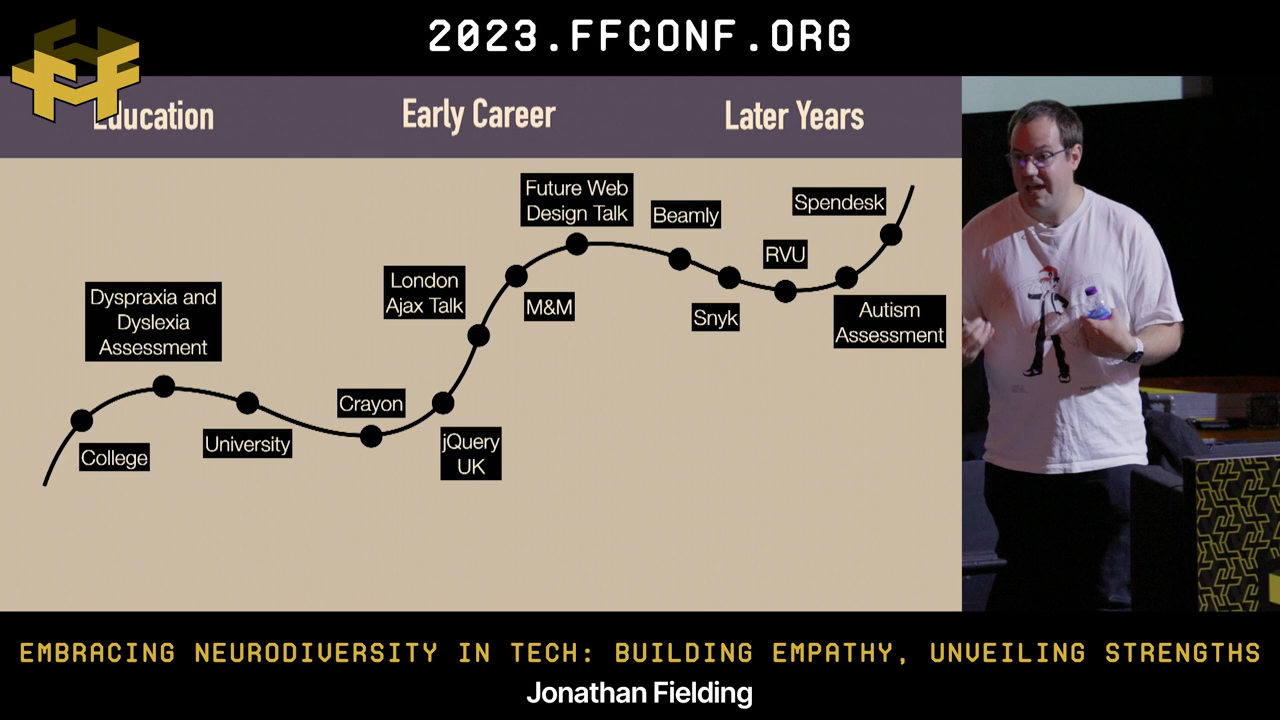 2023.FFCONF.ORG
Education
Early Career
Later Years
Future Web
Design Talk
Beamly
Spendesk
RVU
London
Ajax Talk
M&M
Snyk
Autism
Assessment
Dyspraxia and
Dyslexia
Assessment
Crayon
College
University
jQuery
UK
EMBRACING NEURODIVERSITY IN TECH: BUILDING EMPATHY, UNVEILING STRENGTHS
Jonathan Fielding